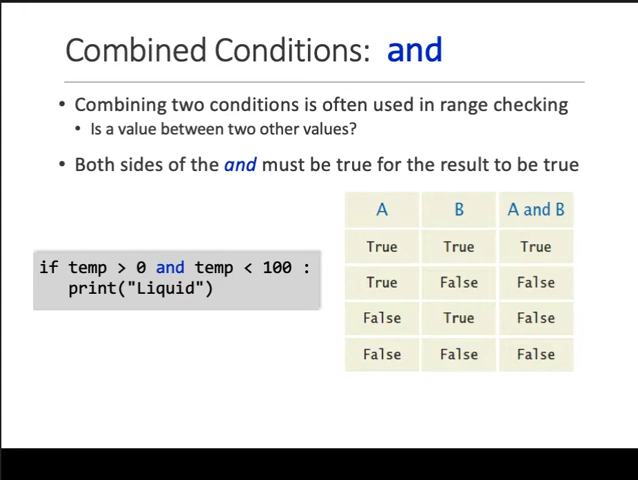 Combined Conditions: and
• Combining two conditions is often used in range checking
• Is a value between two other values?
• Both sides of the and must be true for the result to be true
if temp > 0 and temp < 100 :
print("Liquid")
A B A and B
True True True
True False False
False True False
False False False